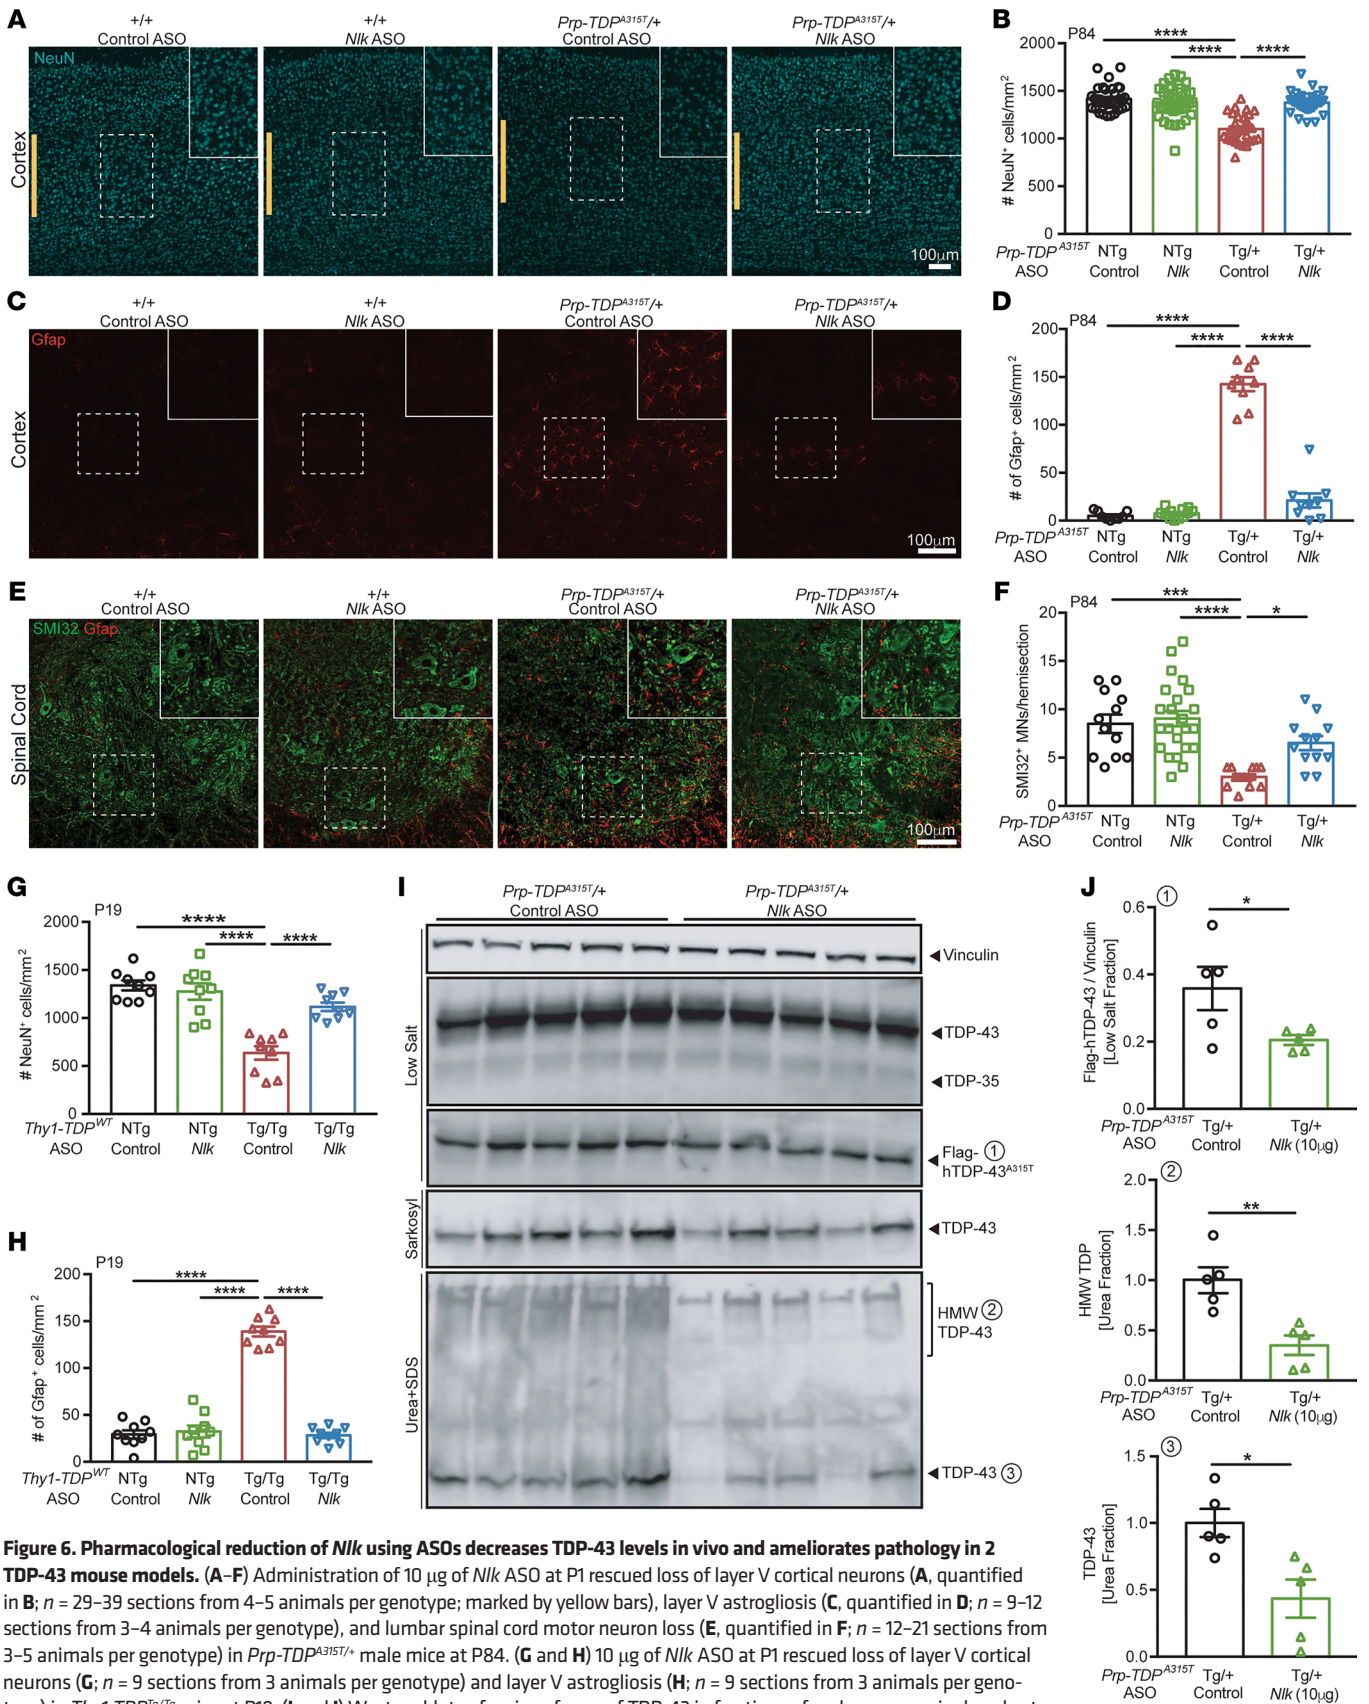 A
+/+
Control ASO
+/+
Nlk ASO
Prp-TDPA315T/+
Control ASO
Prp-TDPA315T/+
Nlk ASO
NeuN
Cortex
100μm
B
P84
****
**** ****
# NeuN+ cells/mm2
2000
1500
1000
500
0
Prp-TDPA315T NTg NTg Tg/+ Tg/+
ASO Control Nlk Control Nlk
C
+/+
Control ASO
+/+
Nlk ASO
Prp-TDPA315T/+
Control ASO
Prp-TDPA315T/+
Nlk ASO
Gfap
Cortex
100μm
D
P84
****
**** ****
# of Gfap+ cells/mm2
200
150
100
50
0
Prp-TDPA315T NTg NTg Tg/+ Tg/+
ASO Control Nlk Control Nlk
E
+/+
Control ASO
+/+
Nlk ASO
Prp-TDPA315T/+
Control ASO
Prp-TDPA315T/+
Nlk ASO
SMI32 Gfap
Spinal Cord
100μm
F
P84
***
**** *
SMI32+ MNs/hemisection
20
15
10
5
0
Prp-TDPA315T NTg NTg Tg/+ Tg/+
ASO Control Nlk Control Nlk
G
P19
****
**** ****
# NeuN+ cells/mm2
2000
1500
1000
500
0
Thy1-TDPWT NTg NTg Tg/Tg Tg/Tg
ASO Control Nlk Control Nlk
H
P19
****
**** ****
# of Gfap+ cells/mm2
200
150
100
50
0
Thy1-TDPWT NTg NTg Tg/Tg Tg/Tg
ASO Control Nlk Control Nlk
I
Prp-TDPA315T/+
Control ASO
Prp-TDPA315T/+
Nlk ASO
Low Salt
Vinculin
TDP-43
TDP-35
Flag- 1
hTDP-43A315T
Sarkosyl
TDP-43
Urea+SDS
HMW 2
TDP-43
TDP-43 3
J
1
*
Flag-hTDP-43 / Vinculin
[Low Salt Fraction]
0.6
0.4
0.2
0.0
Prp-TDPA315T Tg/+ Tg/+
ASO Control Nlk (10μg)
2
**
HMW TDP
[Urea Fraction]
2.0
1.5
1.0
0.5
0.0
Prp-TDPA315T Tg/+ Tg/+
ASO Control Nlk (10μg)
3
*
TDP-43
[Urea Fraction]
1.5
1.0
0.5
0.0
Prp-TDPA315T Tg/+ Tg/+
ASO Control Nlk (10μg)
Figure 6. Pharmacological reduction of Nlk using ASOs decreases TDP-43 levels in vivo and ameliorates pathology in 2
TDP-43 mouse models. (A–F) Administration of 10 μg of Nlk ASO at P1 rescued loss of layer V cortical neurons (A, quantified
in B; n = 29–39 sections from 4–5 animals per genotype; marked by yellow bars), layer V astrogliosis (C, quantified in D; n = 9–12
sections from 3–4 animals per genotype), and lumbar spinal cord motor neuron loss (E, quantified in F; n = 12–21 sections from
3–5 animals per genotype) in Prp-TDPA315T/+ male mice at P84. (G and H) 10 μg of Nlk ASO at P1 rescued loss of layer V cortical
neurons (G; n = 9 sections from 3 animals per genotype) and layer V astrogliosis (H; n = 9 sections from 3 animals per geno-